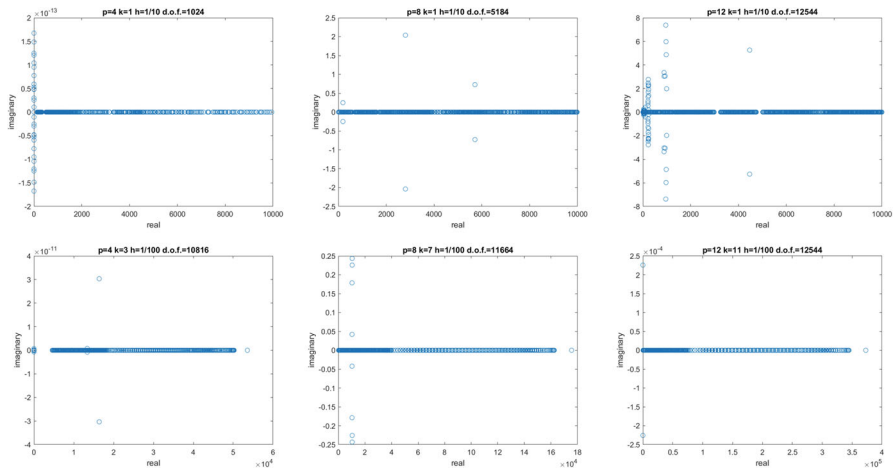 p=4 k=1 h=1/10 d.o.f.=1024
×10⁻¹³
2
1.5
1
0.5
0
-0.5
-1
-1.5
-2
imaginary
0 2000 4000 6000 8000 10000
real
p=8 k=1 h=1/10 d.o.f.=5184
2.5
2
1.5
1
0.5
0
-0.5
-1
-1.5
-2
-2.5
imaginary
0 2000 4000 6000 8000 10000
real
p=12 k=1 h=1/10 d.o.f.=12544
8
6
4
2
0
-2
-4
-6
-8
imaginary
0 2000 4000 6000 8000 10000
real
p=4 k=3 h=1/100 d.o.f.=10816
×10⁻¹¹
4
3
2
1
0
-1
-2
-3
-4
imaginary
0 1 2 3 4 5 6
real
×10⁴
p=8 k=7 h=1/100 d.o.f.=11664
0.25
0.2
0.15
0.1
0.05
0
-0.05
-0.1
-0.15
-0.2
-0.25
imaginary
0 2 4 6 8 10 12 14 16 18
real
×10⁴
p=12 k=11 h=1/100 d.o.f.=12544
×10⁻⁴
2.5
2
1.5
1
0.5
0
-0.5
-1
-1.5
-2
-2.5
imaginary
0 0.5 1 1.5 2 2.5 3 3.5 4
real
×10⁵